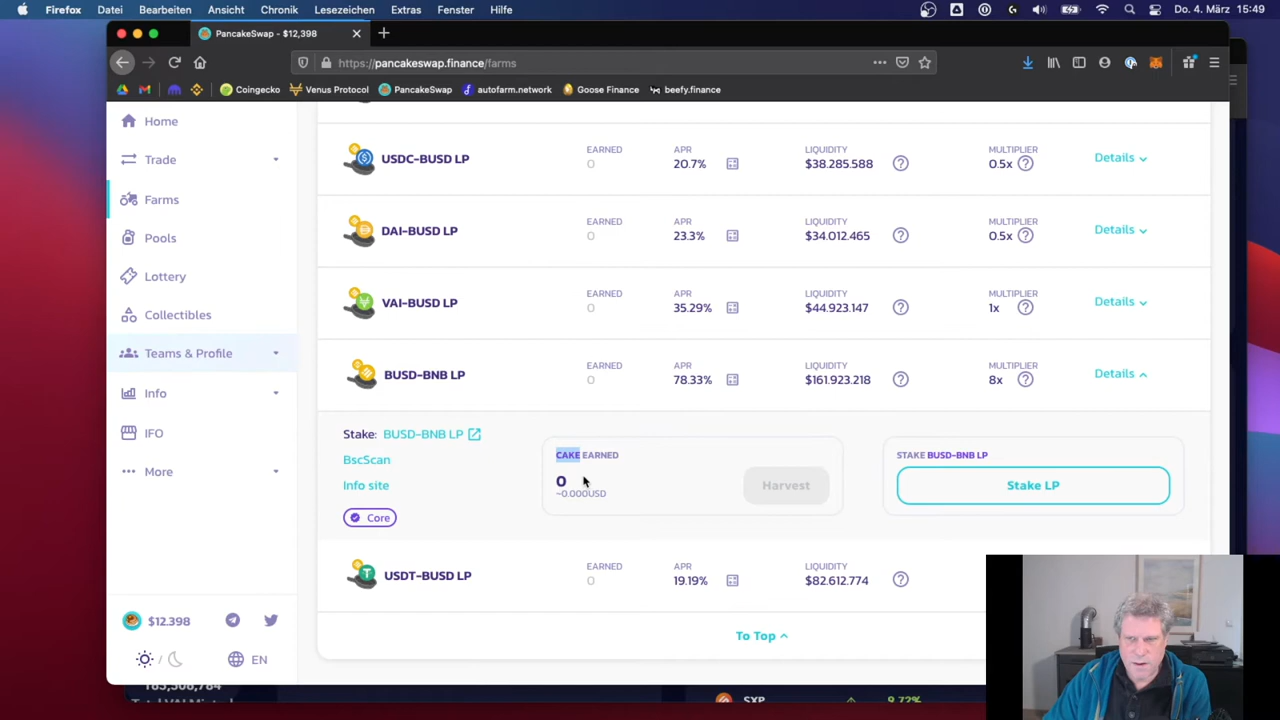 Firefox Datei Bearbeiten Ansicht Chronik Lesezeichen Extras Fenster Hilfe Do. 4. März 15:49
PancakeSwap - $12,398
https://pancakeswap.finance/farms
Coingecko Venus Protocol PancakeSwap autofarm.network Goose Finance beefy.finance
Home
Trade
Farms
Pools
Lottery
Collectibles
Teams & Profile
Info
IFO
More
$12.398
EN
USDC-BUSD LP
EARNED
0
APR
20.7%
LIQUIDITY
$38.285.588
MULTIPLIER
0.5x
Details
DAI-BUSD LP
EARNED
0
APR
23.3%
LIQUIDITY
$34.012.465
MULTIPLIER
0.5x
Details
VAI-BUSD LP
EARNED
0
APR
35.29%
LIQUIDITY
$44.923.147
MULTIPLIER
1x
Details
BUSD-BNB LP
EARNED
0
APR
78.33%
LIQUIDITY
$161.923.218
MULTIPLIER
8x
Details
Stake: BUSD-BNB LP
BscScan
Info site
Core
CAKE EARNED
0
~0.000USD
Harvest
STAKE BUSD-BNB LP
Stake LP
USDT-BUSD LP
EARNED
0
APR
19.19%
LIQUIDITY
$82.612.774
To Top
SXP 9.72%